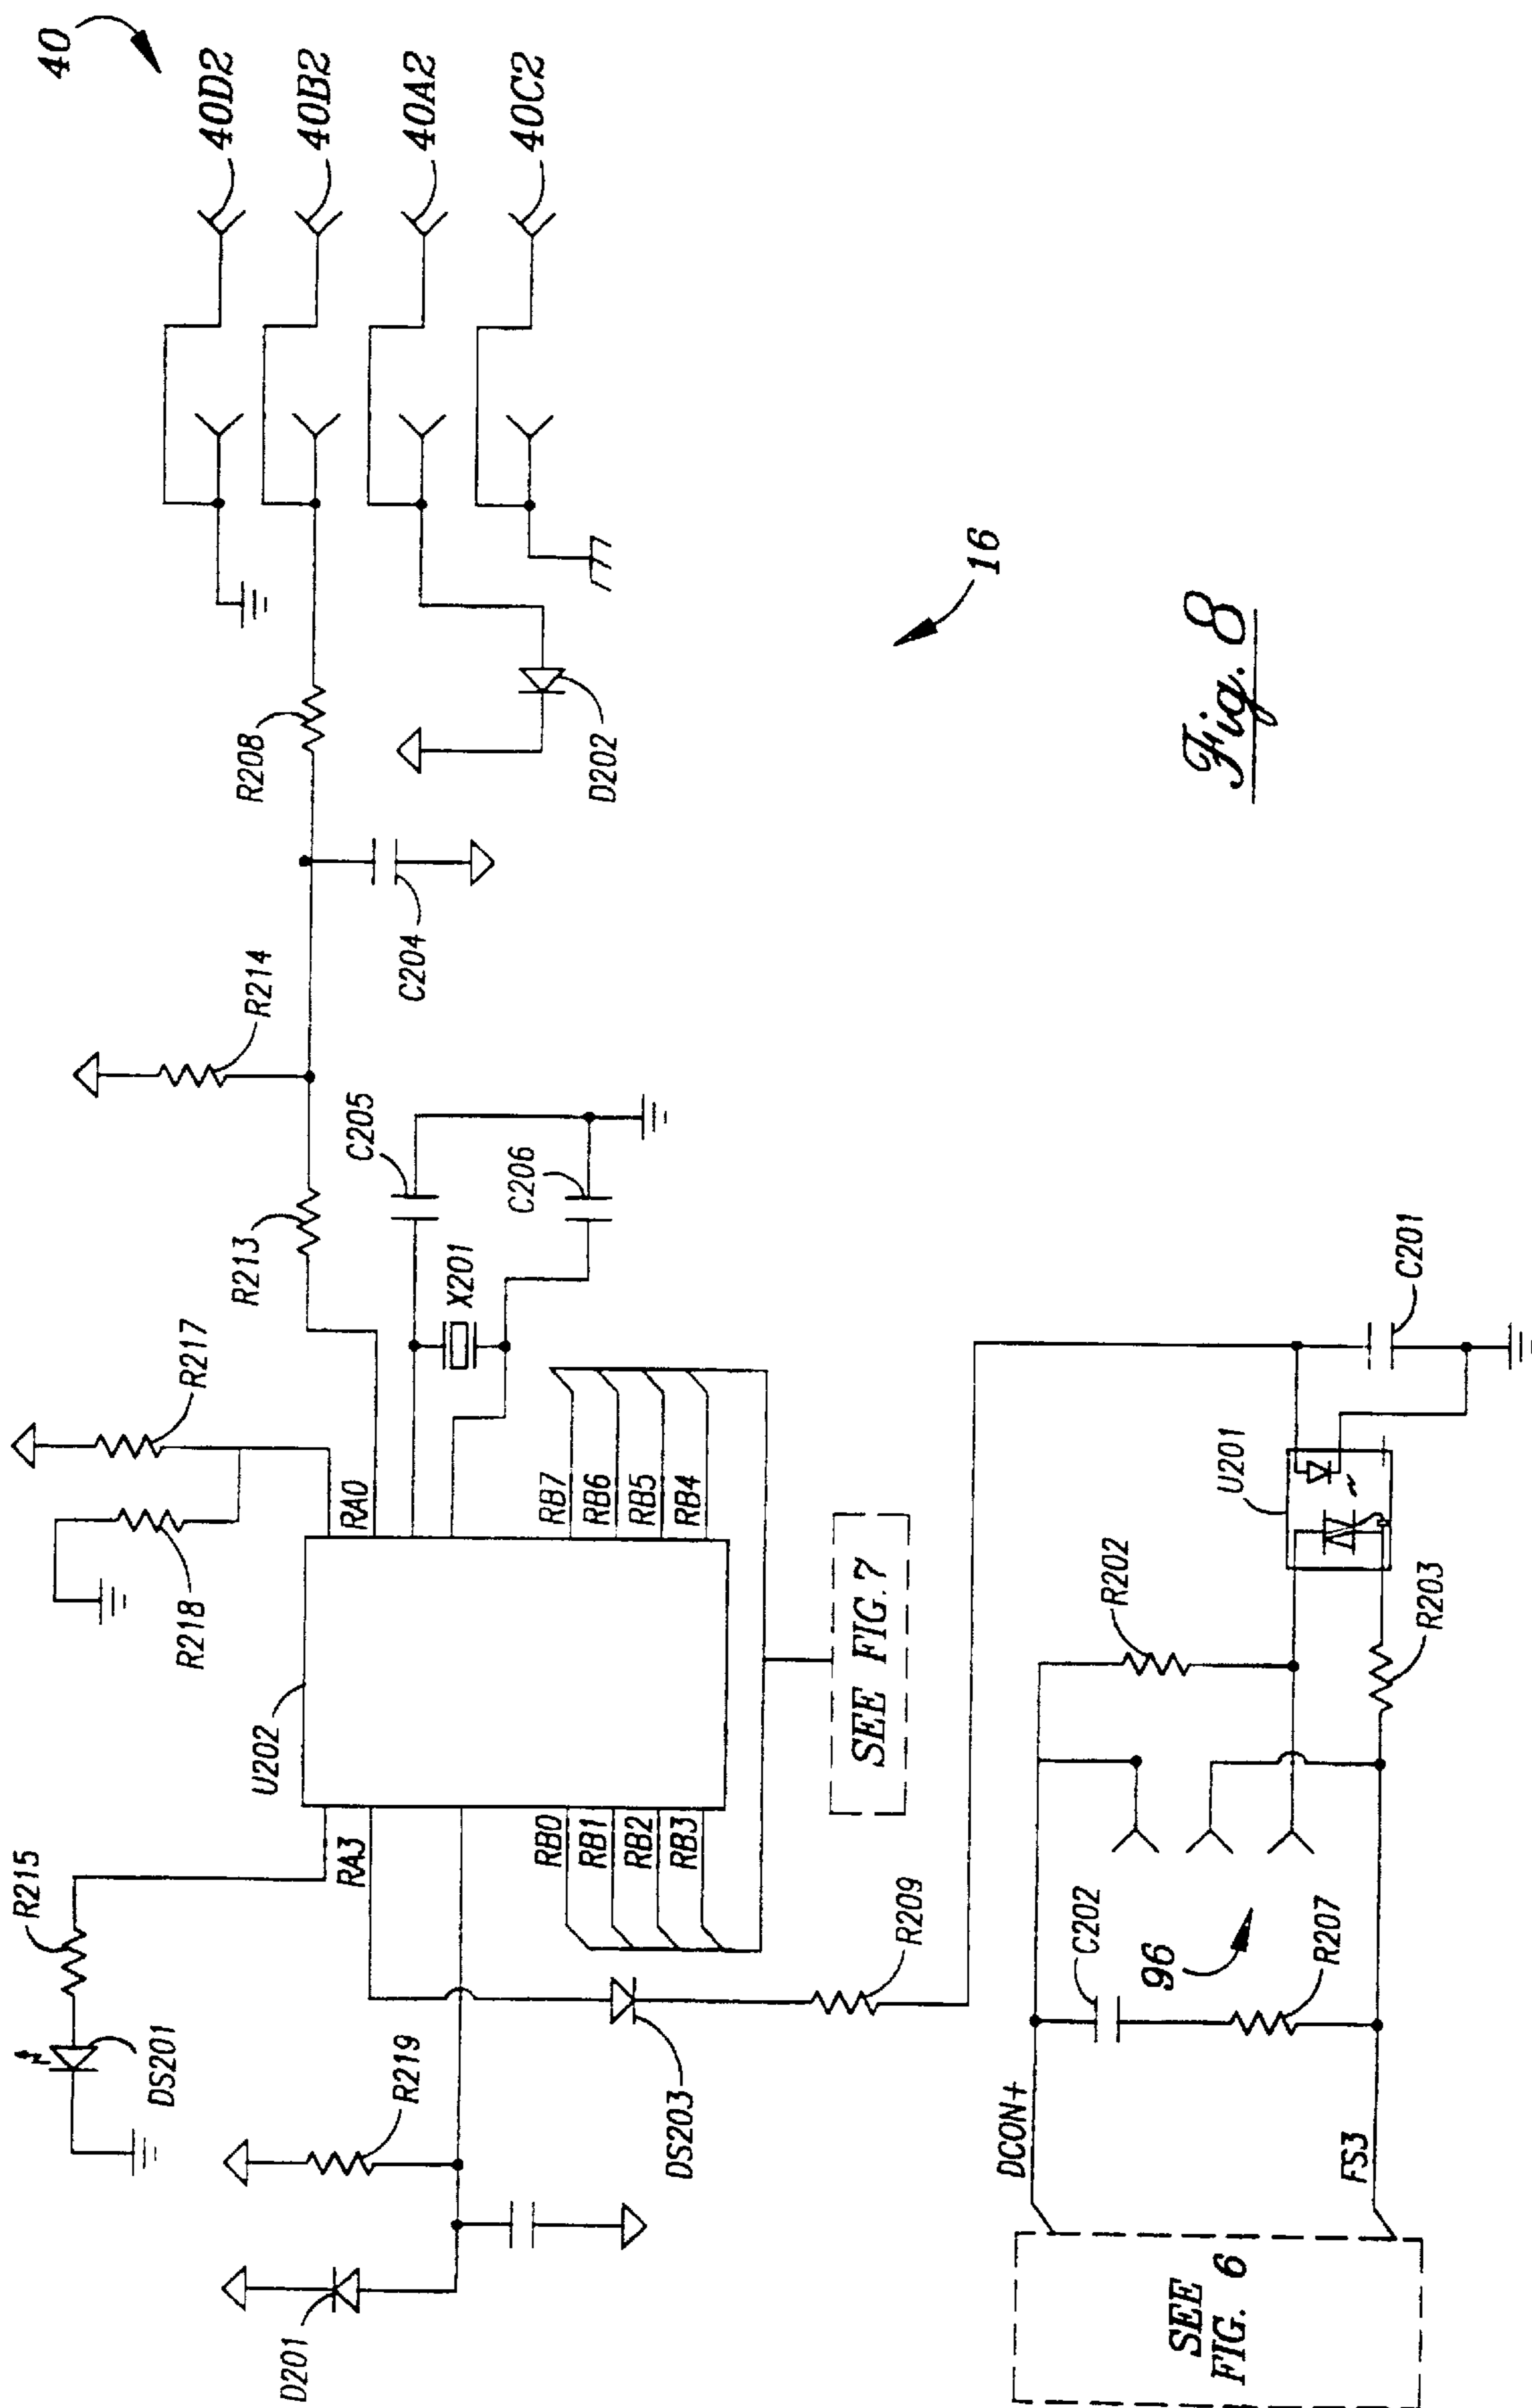 40
40D2
40B2
40A2
40C2
R208
D202
C204
R214
16
Fig. 8
C205
C206
R213
X201
R217
R218
RA0
U202
RB7
RB6
RB5
RB4
RA3
RB0
RB1
RB2
RB3
SEE FIG. 7
R215
DS201
R219
D201
DS203
R209
C201
U201
R202
R203
C202
96
R207
DCON+
FS3
SEE
FIG. 6